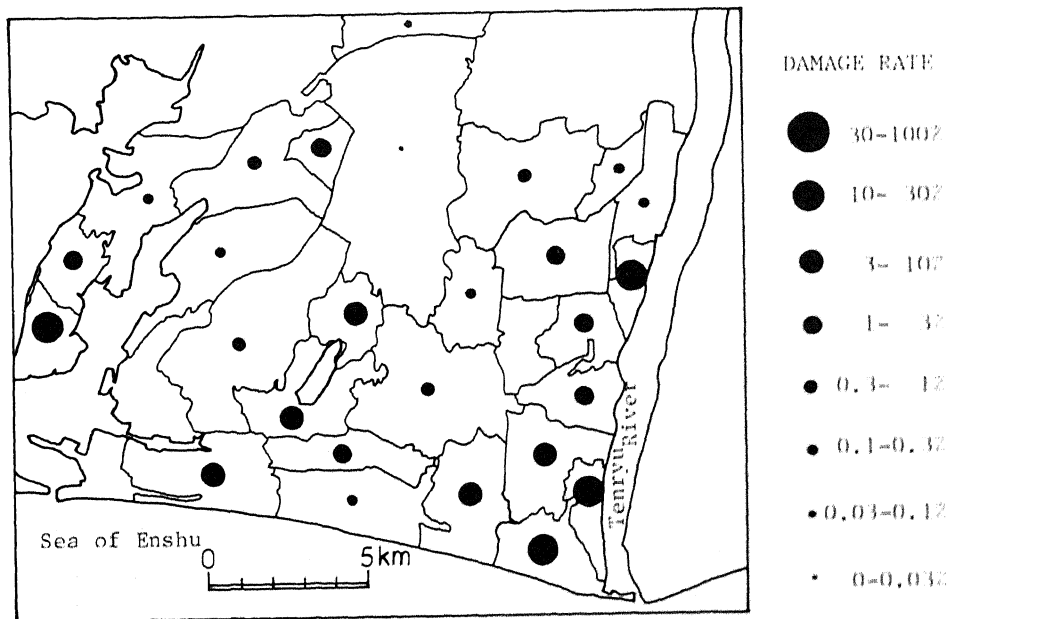 DAMAGE RATE
30-100%
10- 30%
3- 10%
1- 3%
0.3- 1%
0.1-0.3%
0.03-0.1%
0-0.03%
Tenryu River
Sea of Enshu
0 5km